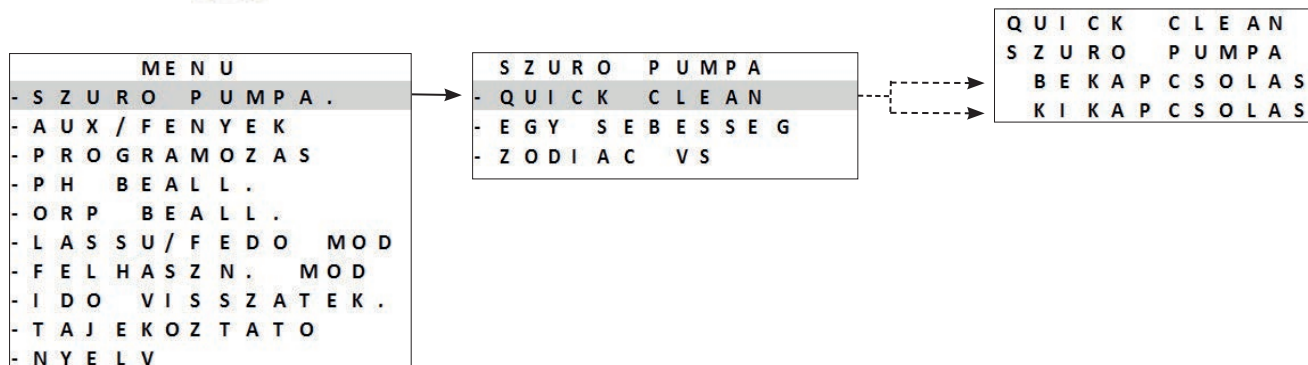 MENU
- SZURO PUMPA.
- AUX/FENYEK
- PROGRAMOZAS
- PH BEALL.
- ORP BEALL.
- LASSU/FEDO MOD
- FELHASZN. MOD
- IDO VISSZATEK.
- TAJEKOZTATO
- NYELV
SZURO PUMPA
- QUICK CLEAN
- EGY SEBESSEG
- ZODIAC VS
QUICK CLEAN
SZURO PUMPA
BEKAPCSOLAS
KIKAPCSOLAS